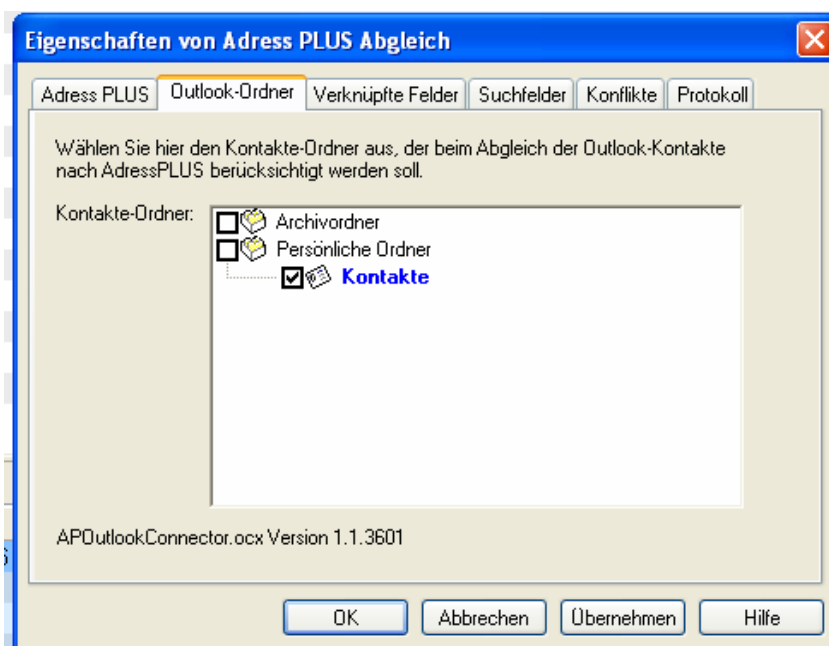 Eigenschaften von Adress PLUS Abgleich
Adress PLUS Outlook-Ordner Verknüpfte Felder Suchfelder Konflikte Protokoll
Wählen Sie hier den Kontakte-Ordner aus, der beim Abgleich der Outlook-Kontakte
nach AdressPLUS berücksichtigt werden soll.
Kontakte-Ordner:
Archivordner
Persönliche Ordner
Kontakte
APOutlookConnector.ocx Version 1.1.3601
OK Abbrechen Übernehmen Hilfe